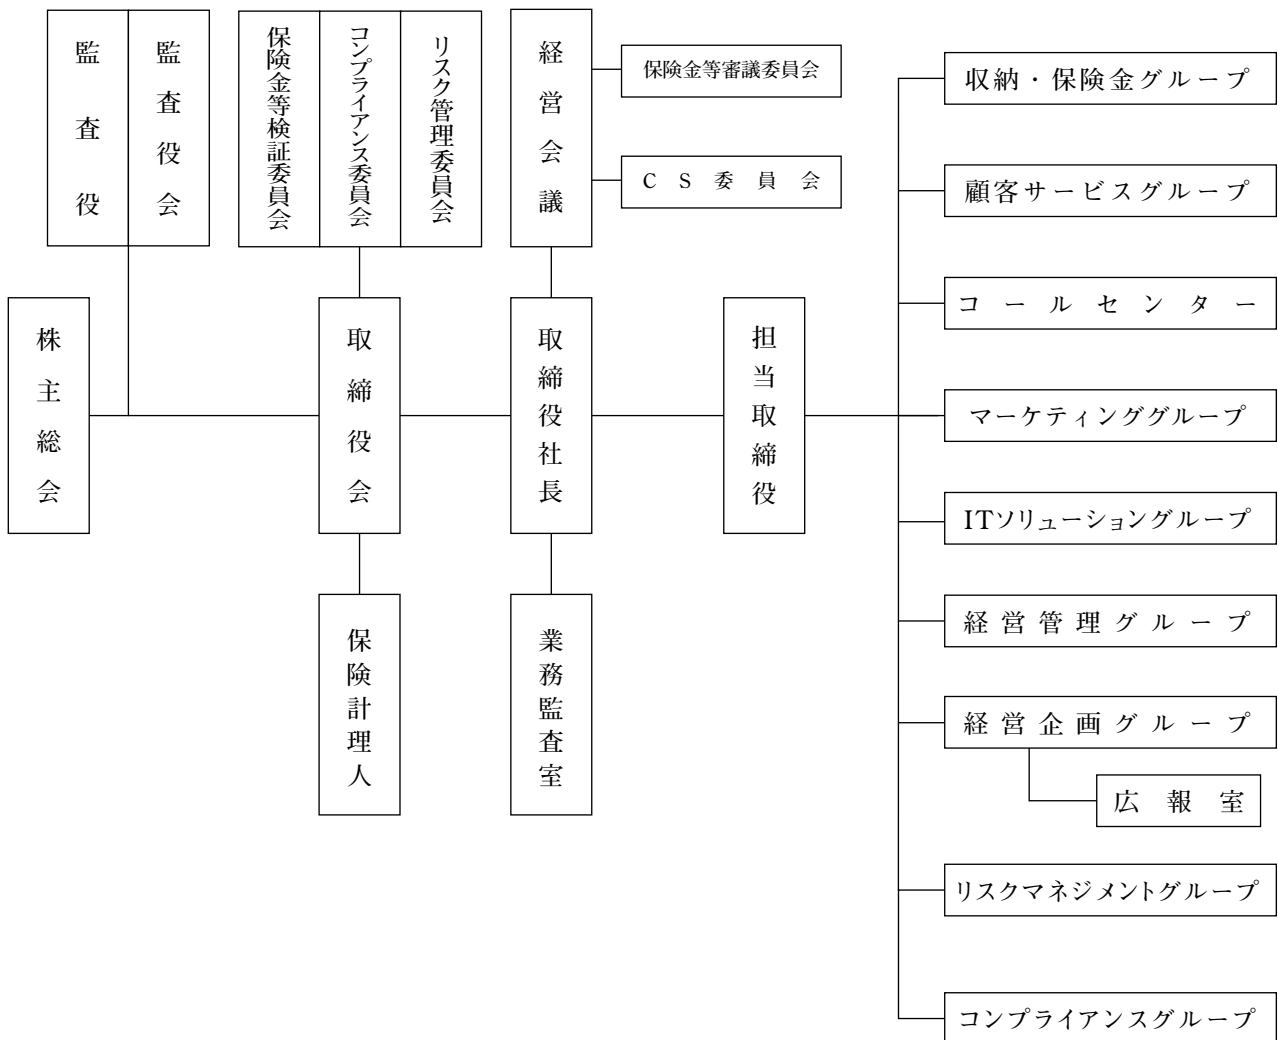 監査役
監査役会
保険金等検証委員会
コンプライアンス委員会
リスク管理委員会
経営会議
保険金等審議委員会
CS委員会
株主総会
取締役会
取締役社長
担当取締役
保険計理人
業務監査室
収納・保険金グループ
顧客サービスグループ
コールセンター
マーケティンググループ
ITソリューショングループ
経営管理グループ
経営企画グループ
広報室
リスクマネジメントグループ
コンプライアンスグループ